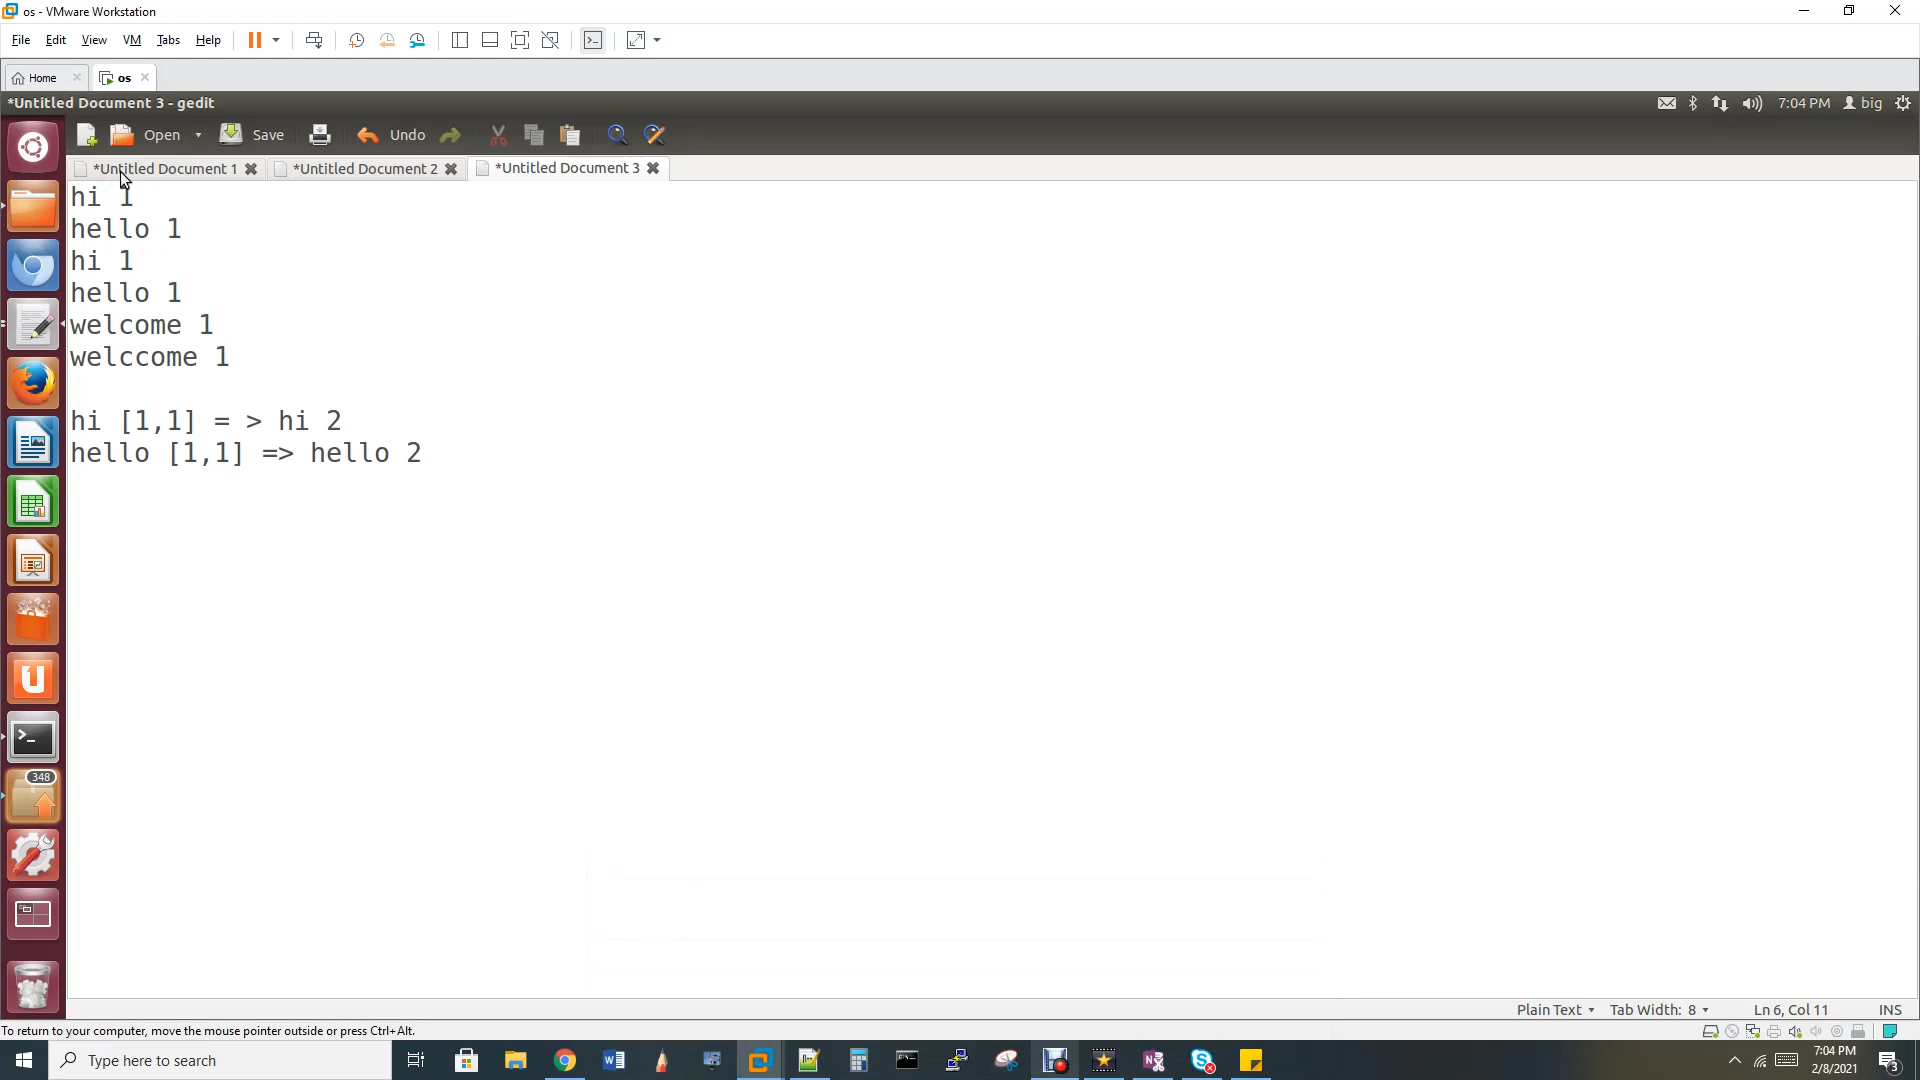 os - VMware Workstation
File Edit View VM Tabs Help
Home os
*Untitled Document 3 - gedit 7:04 PM big
Open Save Undo
*Untitled Document 1 *Untitled Document 2 *Untitled Document 3
hi 1
hello 1
hi 1
hello 1
welcome 1
welccome 1
hi [1,1] = > hi 2
hello [1,1] => hello 2
348
Plain Text Tab Width: 8 Ln 6, Col 11 INS
To return to your computer, move the mouse pointer outside or press Ctrl+Alt.
Type here to search
7:04 PM
2/8/2021
3